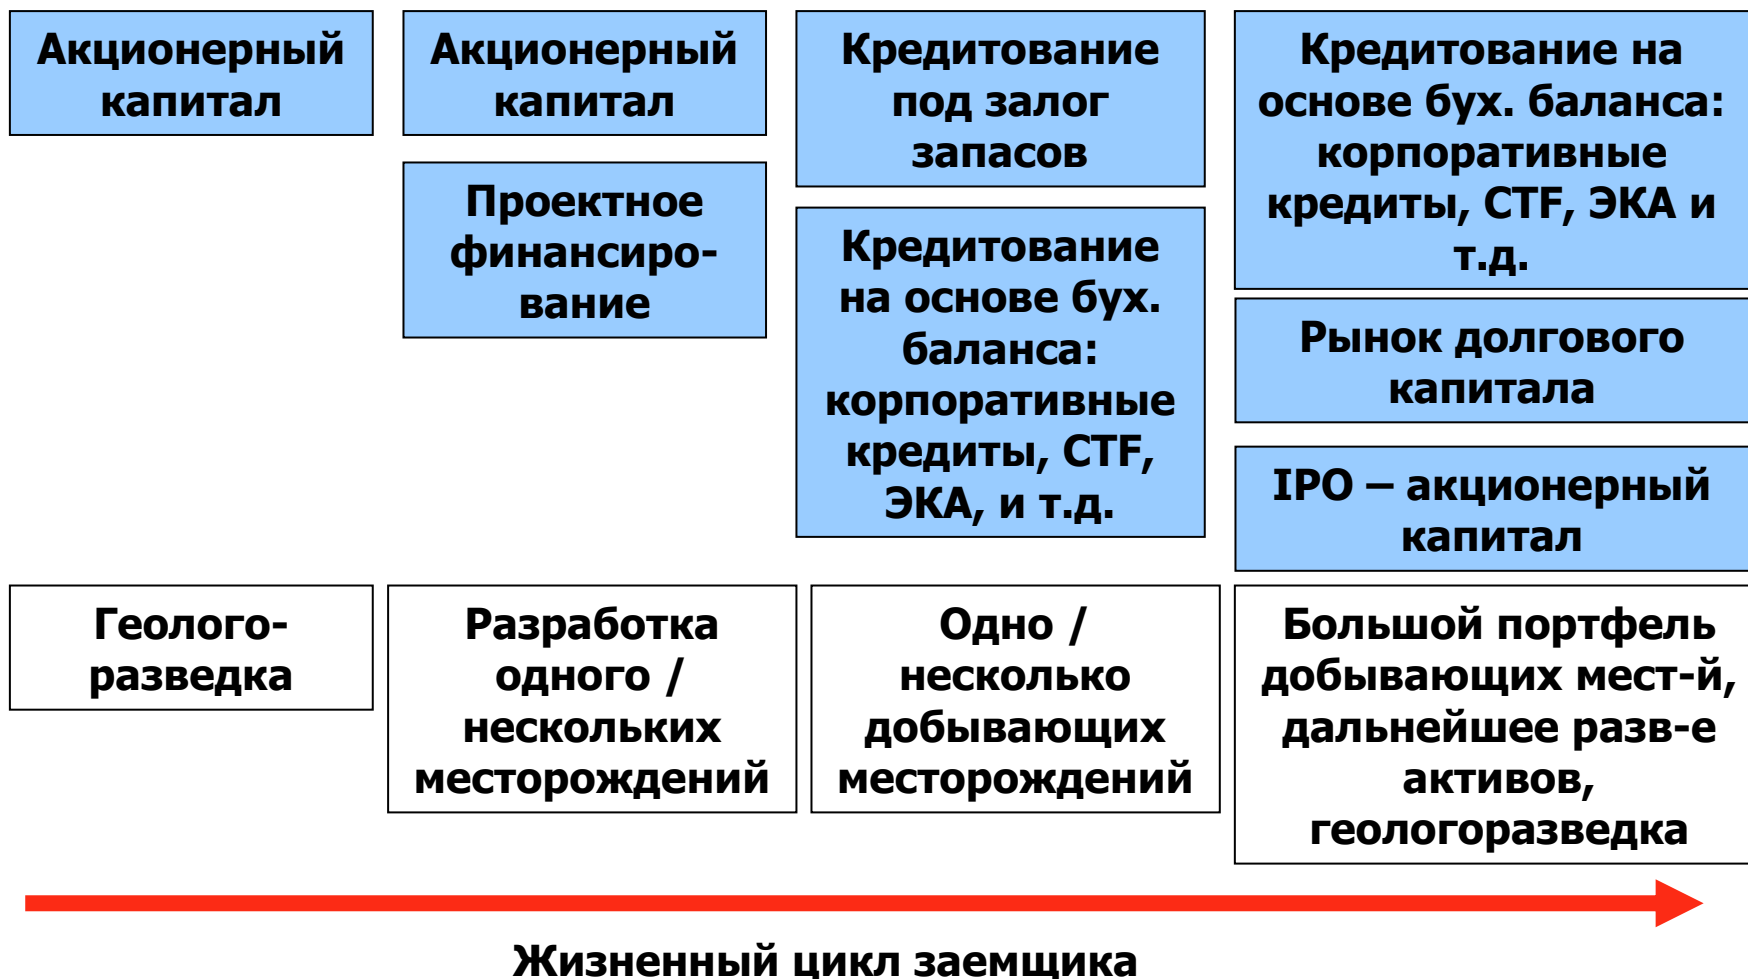 Акционерный
капитал
Акционерный
капитал
Проектное
финансиро-
вание
Кредитование
под залог
запасов
Кредитование
на основе бух.
баланса:
корпоративные
кредиты, CTF,
ЭКА, и т.д.
Кредитование на
основе бух. баланса:
корпоративные
кредиты, CTF, ЭКА и
т.д.
Рынок долгового
капитала
IPO – акционерный
капитал
Геолого-
разведка
Разработка
одного /
нескольких
месторождений
Одно /
несколько
добывающих
месторождений
Большой портфель
добывающих мест-й,
дальнейшее разв-е
активов,
геологоразведка
Жизненный цикл заемщика